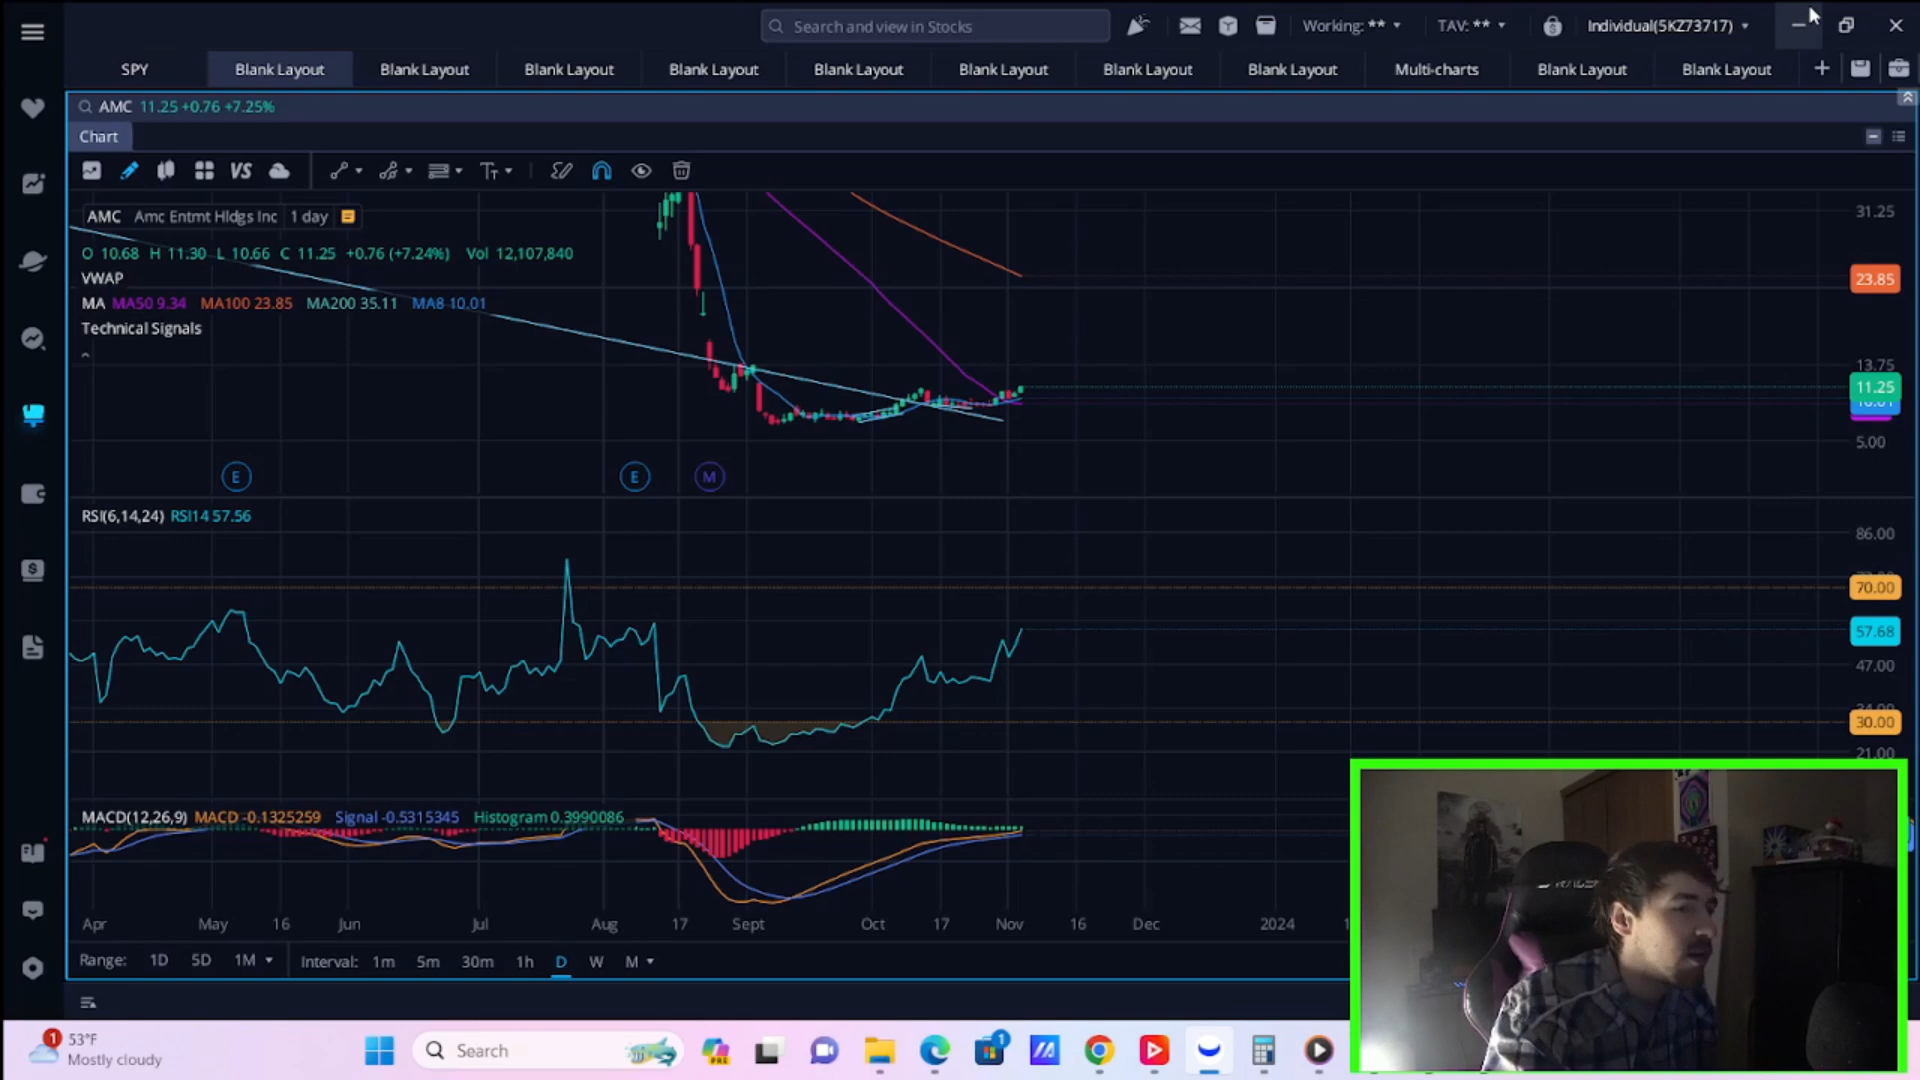 Search and view in Stocks
Working: **
TAV: **
Individual(5KZ73717)
SPY
Blank Layout
Blank Layout
Blank Layout
Blank Layout
Blank Layout
Blank Layout
Blank Layout
Blank Layout
Multi-charts
Blank Layout
Blank Layout
AMC 11.25 +0.76 +7.25%
Chart
VS
AMC Amc Entmt Hldgs Inc 1 day
O 10.68 H 11.30 L 10.66 C 11.25 +0.76 (+7.24%) Vol 12,107,840
VWAP
MA MA50 9.34 MA100 23.85 MA200 35.11 MA8 10.01
Technical Signals
31.25
23.85
13.75
11.25
5.00
E
E
M
RSI(6,14,24) RSI14 57.56
86.00
70.00
57.68
47.00
30.00
21.00
MACD(12,26,9) MACD -0.1325259 Signal -0.5315345 Histogram 0.3990086
Apr May 16 Jun Jul Aug 17 Sept Oct 17 Nov 16 Dec 2024
Range: 1D 5D 1M Interval: 1m 5m 30m 1h D W M
1
53°F
Mostly cloudy
Search
PRE
1